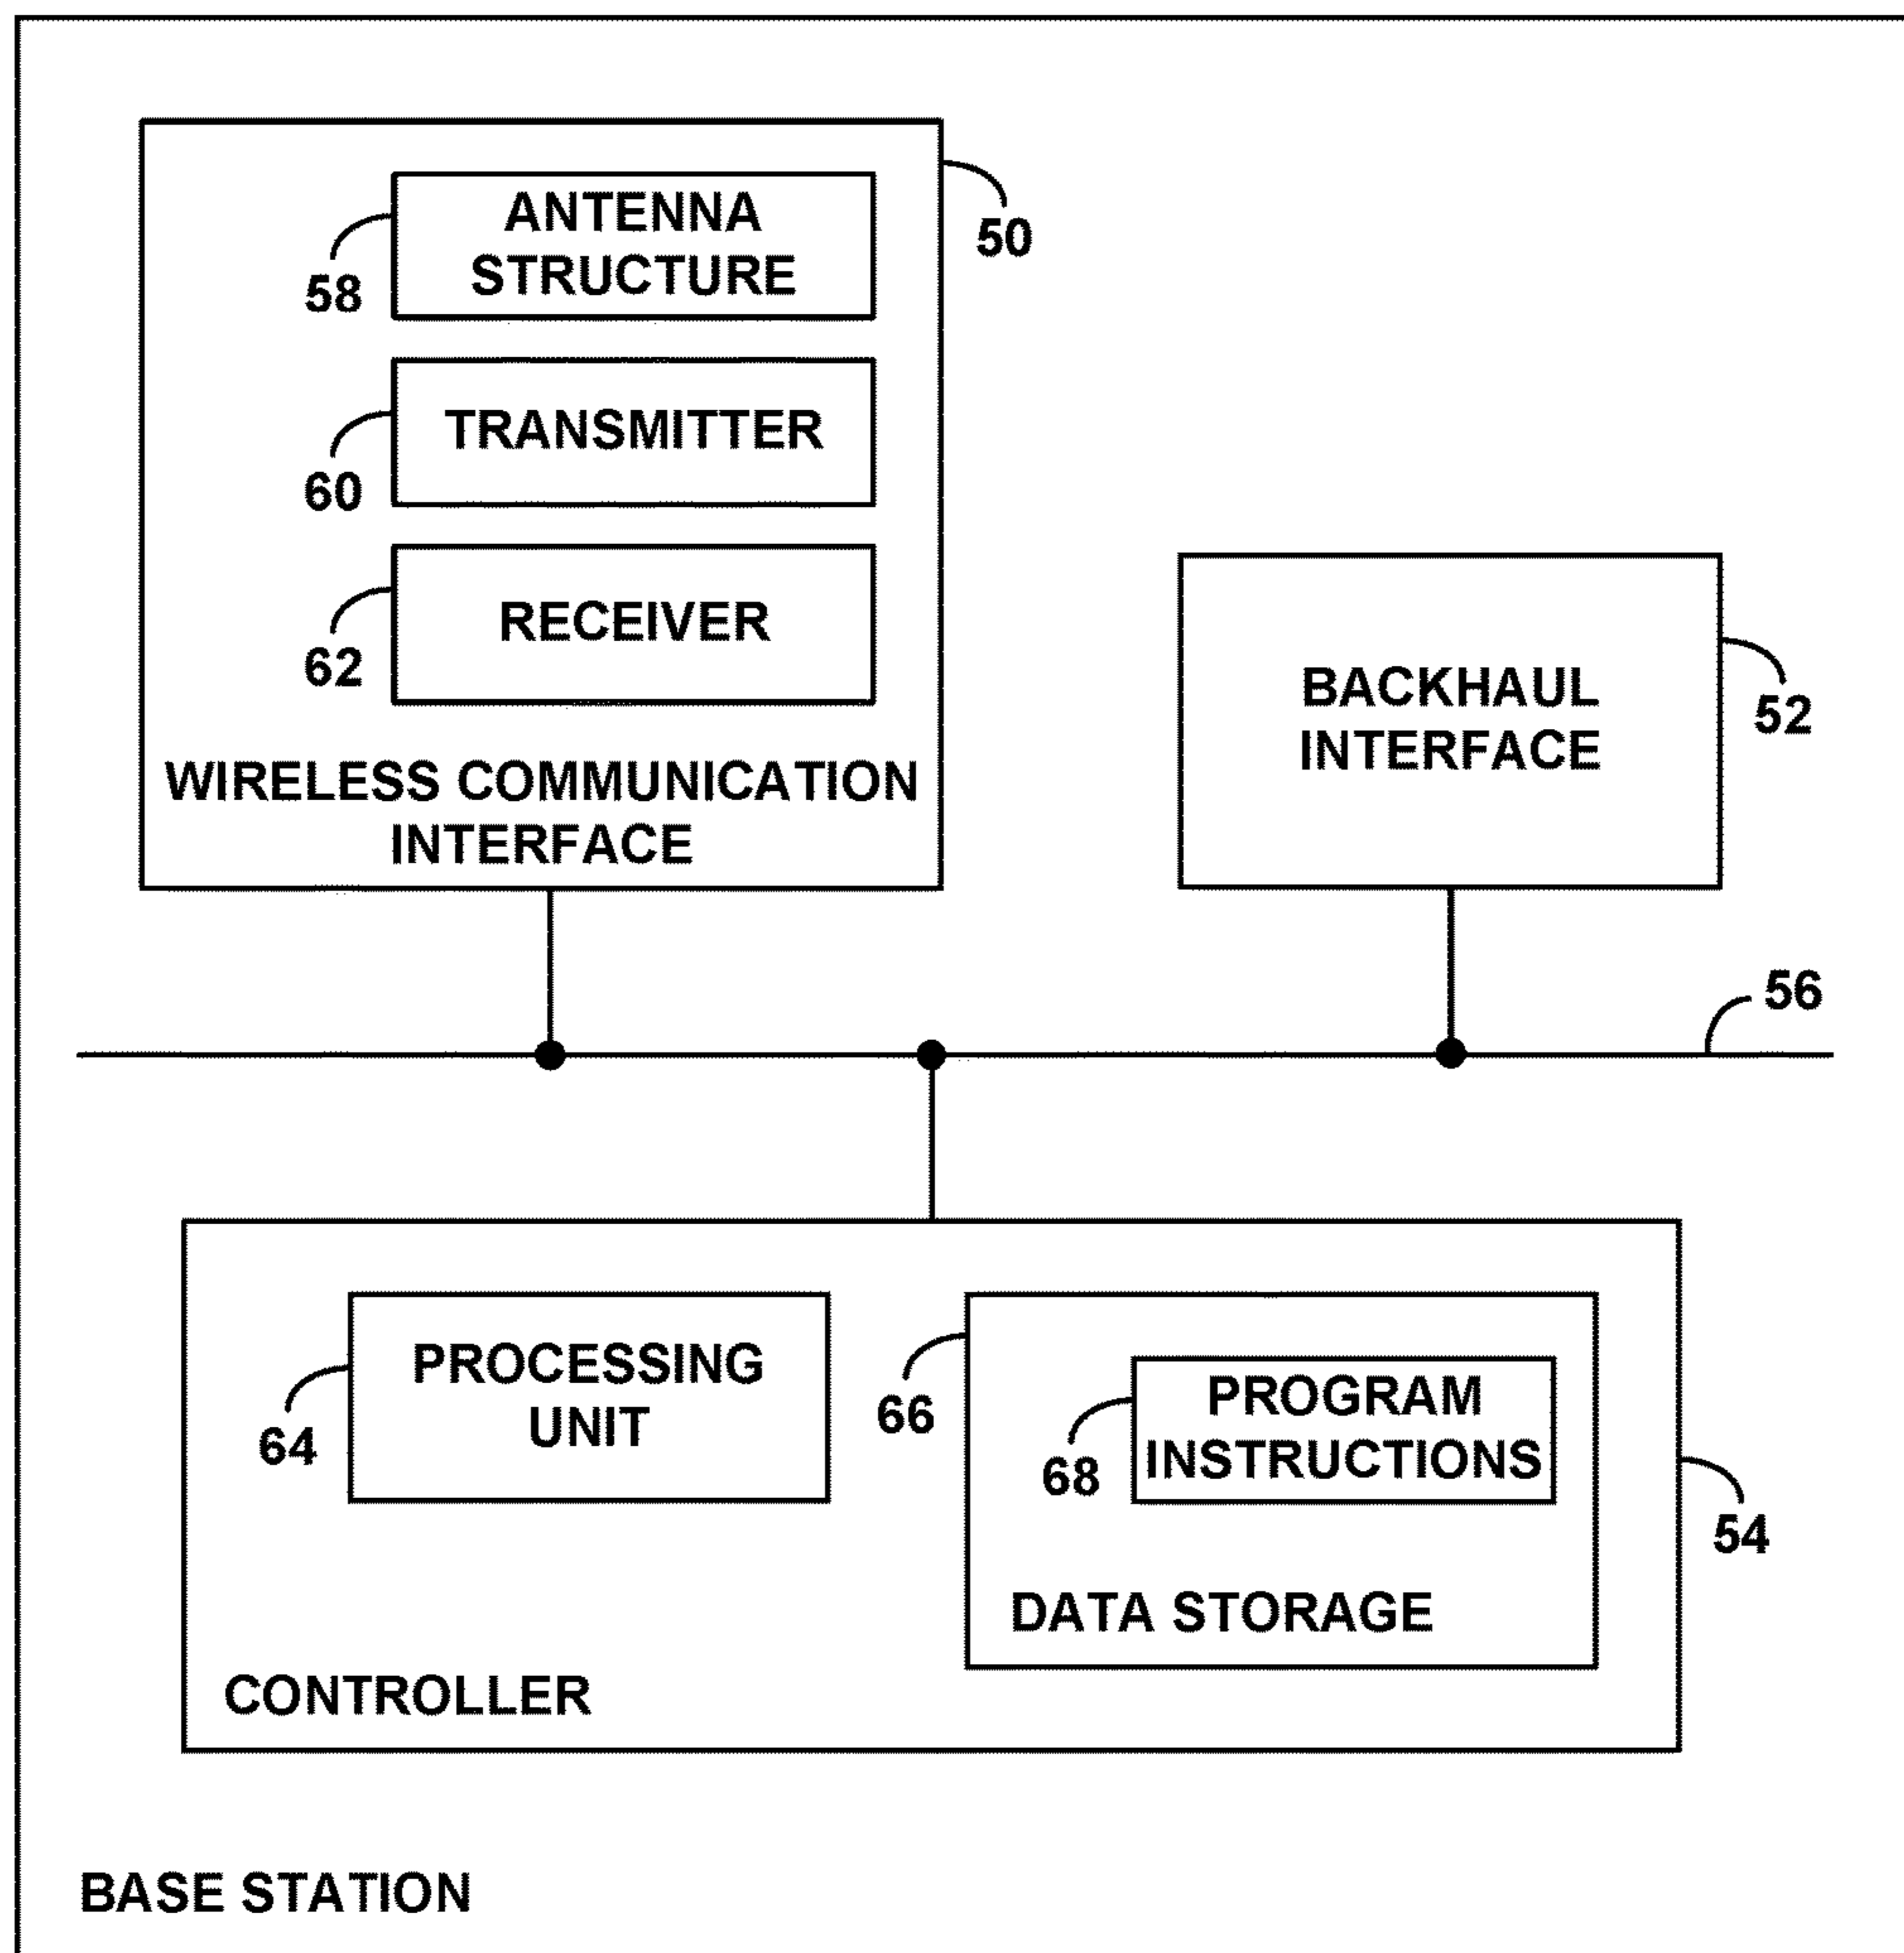 ANTENNA
STRUCTURE
58
50
TRANSMITTER
60
RECEIVER
62
WIRELESS COMMUNICATION
INTERFACE
BACKHAUL
INTERFACE
52
56
PROCESSING
UNIT
64
66
PROGRAM
INSTRUCTIONS
68
54
DATA STORAGE
CONTROLLER
BASE STATION